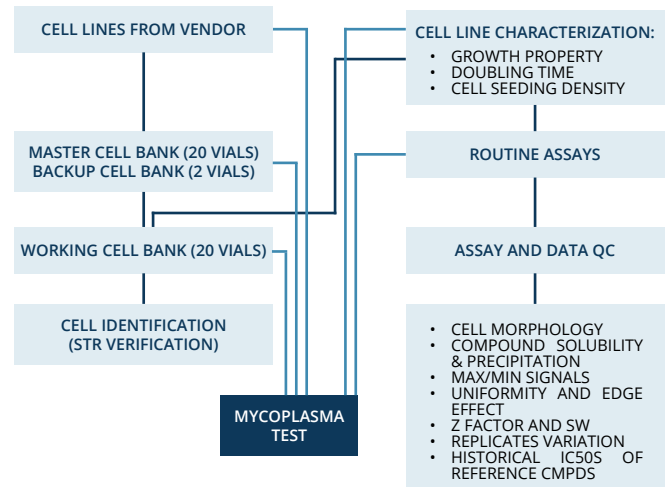 CELL LINES FROM VENDOR
MASTER CELL BANK (20 VIALS)
BACKUP CELL BANK (2 VIALS)
WORKING CELL BANK (20 VIALS)
CELL IDENTIFICATION
(STR VERIFICATION)
MYCOPLASMA
TEST
CELL LINE CHARACTERIZATION:
• GROWTH PROPERTY
• DOUBLING TIME
• CELL SEEDING DENSITY
ROUTINE ASSAYS
ASSAY AND DATA QC
• CELL MORPHOLOGY
• COMPOUND SOLUBILITY
& PRECIPITATION
• MAX/MIN SIGNALS
• UNIFORMITY AND EDGE
EFFECT
• Z FACTOR AND SW
• REPLICATES VARIATION
• HISTORICAL IC50S OF
REFERENCE CMPDS